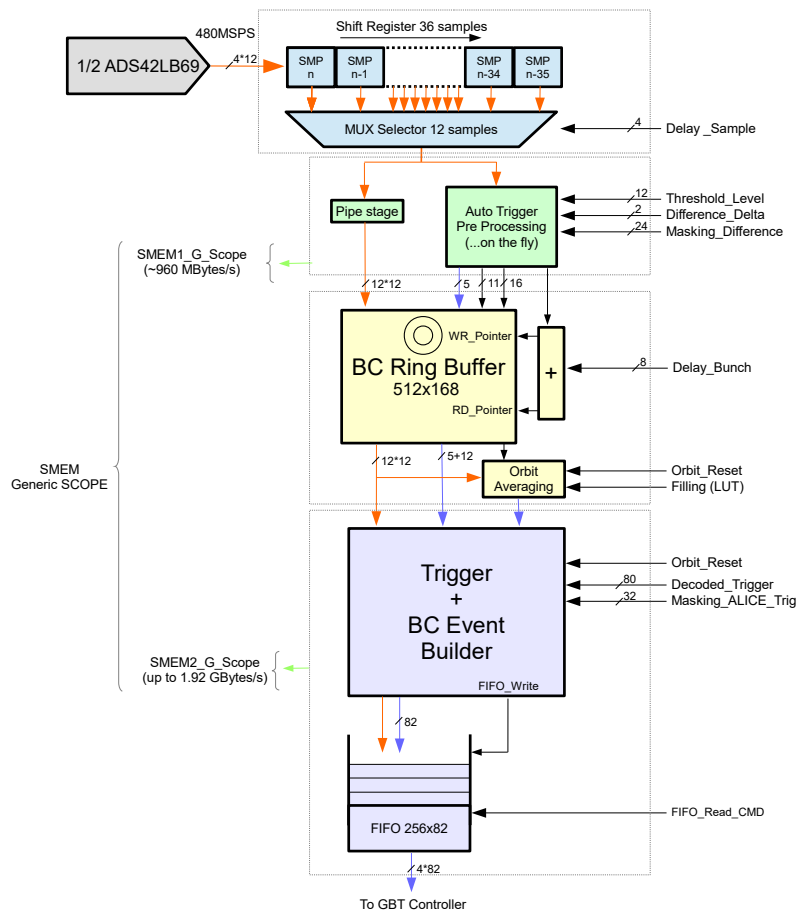 480MSPS
Shift Register 36 samples
1/2 ADS42LB69
4*12
SMP
n
SMP
n-1
SMP
n-34
SMP
n-35
MUX Selector 12 samples
4
Delay _Sample
Pipe stage
Auto Trigger
Pre Processing
(...on the fly)
12
Threshold_Level
2
Difference_Delta
24
Masking_Difference
SMEM1_G_Scope
(~960 MBytes/s)
12*12
5
11
16
WR_Pointer
BC Ring Buffer
512x168
RD_Pointer
+
8
Delay_Bunch
12*12
5+12
Orbit
Averaging
Orbit_Reset
Filling (LUT)
SMEM
Generic SCOPE
Trigger
+
BC Event
Builder
Orbit_Reset
80
Decoded_Trigger
32
Masking_ALICE_Trig
SMEM2_G_Scope
(up to 1.92 GBytes/s)
FIFO_Write
82
FIFO 256x82
FIFO_Read_CMD
4*82
To GBT Controller